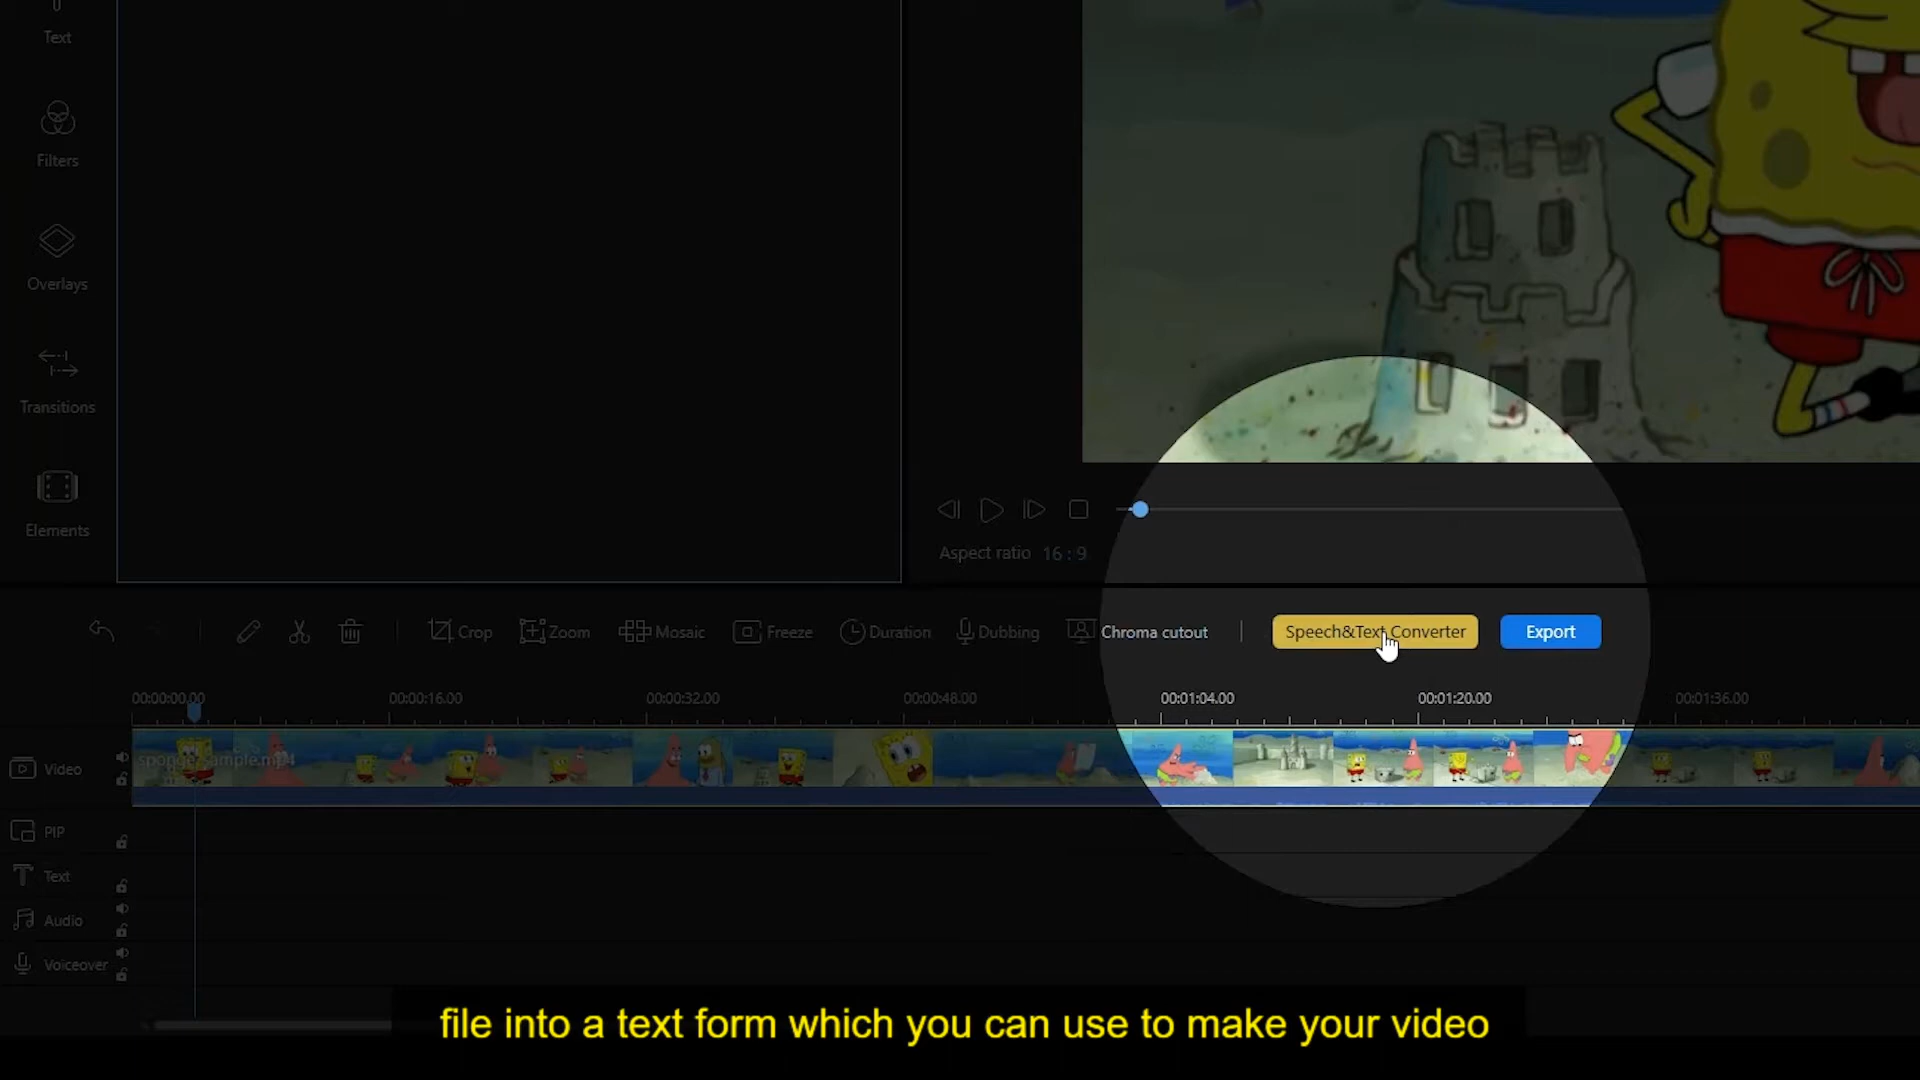 Text
Filters
Overlays
Transitions
Elements
Aspect ratio 16 : 9
Crop Zoom Mosaic Freeze Duration Dubbing Chroma cutout Speech&Text Converter Export
00:00:00.00 00:00:16.00 00:00:32.00 00:00:48.00 00:01:04.00 00:01:20.00 00:01:36.00
Video
PIP
Text
Audio
Voiceover
file into a text form which you can use to make your video